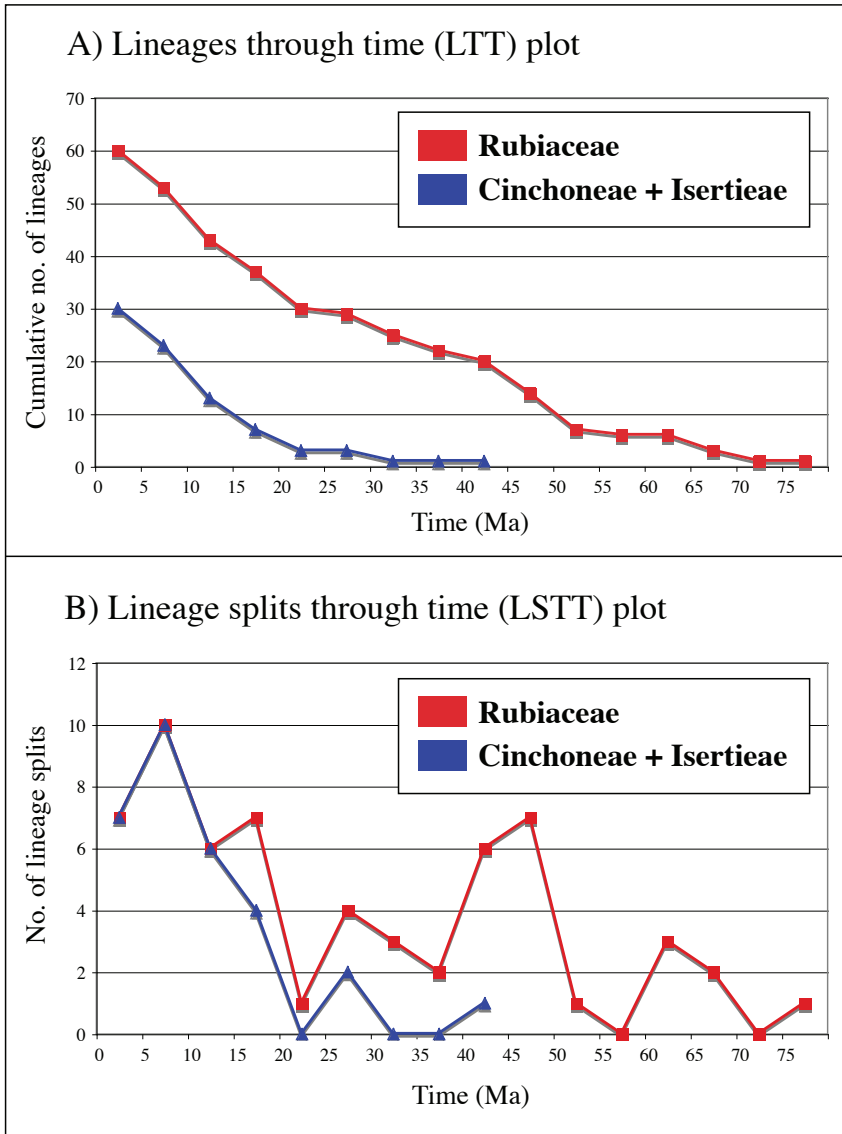 A) Lineages through time (LTT) plot
Rubiaceae
Cinchoneae + Isertieae
Cumulative no. of lineages
70
60
50
40
30
20
10
0
0 5 10 15 20 25 30 35 40 45 50 55 60 65 70 75
Time (Ma)
B) Lineage splits through time (LSTT) plot
Rubiaceae
Cinchoneae + Isertieae
No. of lineage splits
12
10
8
6
4
2
0
0 5 10 15 20 25 30 35 40 45 50 55 60 65 70 75
Time (Ma)